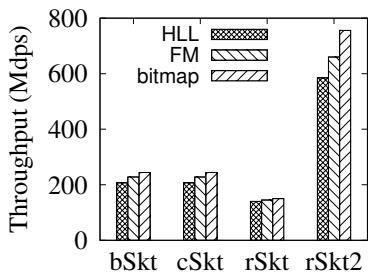 Throughput (Mdps)
800
600
400
200
0
HLL
FM
bitmap
bSkt cSkt rSkt rSkt2